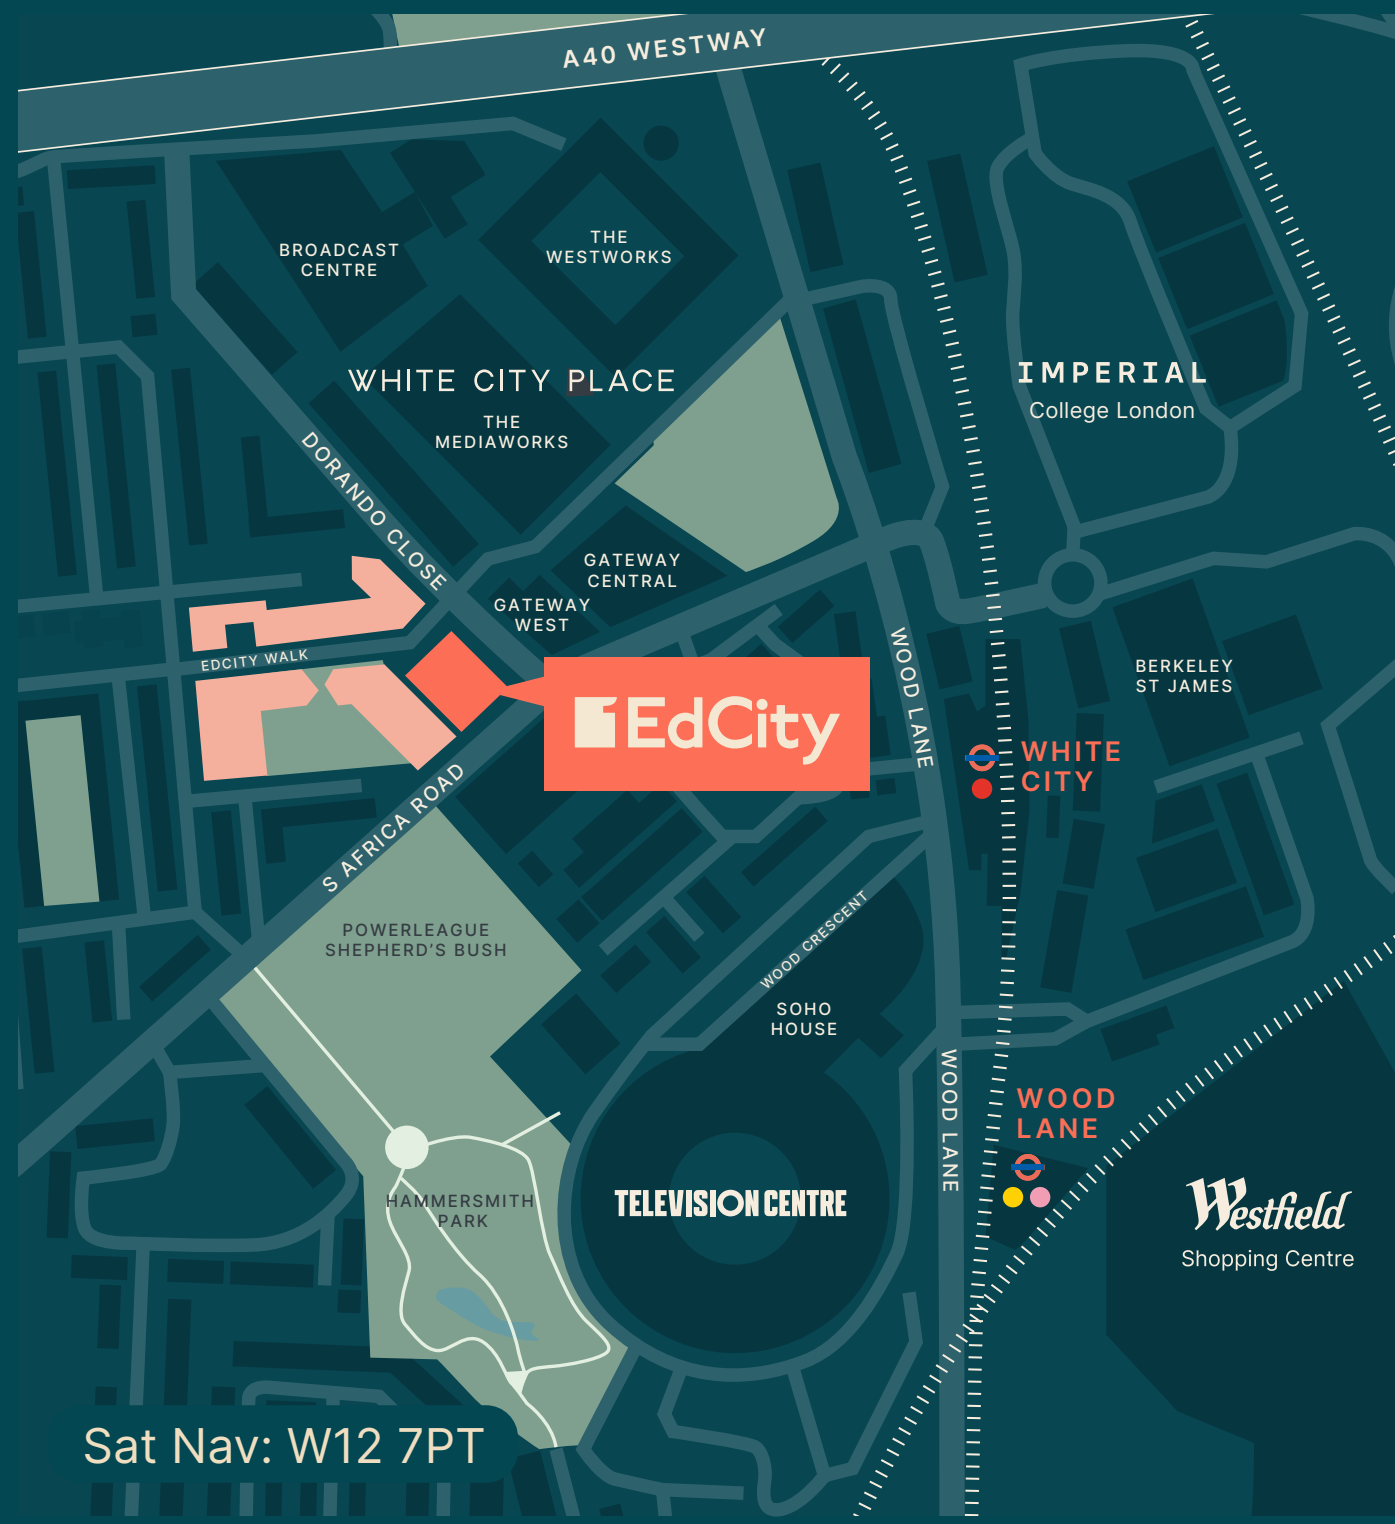 A40 WESTWAY
BROADCAST
CENTRE
THE
WESTWORKS
WHITE CITY PLACE
THE
MEDIAWORKS
IMPERIAL
College London
DORANDO CLOSE
GATEWAY
CENTRAL
GATEWAY
WEST
EDCITY WALK
EdCity
WOOD LANE
BERKELEY
ST JAMES
WHITE
CITY
S AFRICA ROAD
POWERLEAGUE
SHEPHERD’S BUSH
WOOD CRESCENT
SOHO
HOUSE
WOOD LANE
WOOD
LANE
HAMMERSMITH
PARK
TELEVISION CENTRE
Westfield
Shopping Centre
Sat Nav: W12 7PT